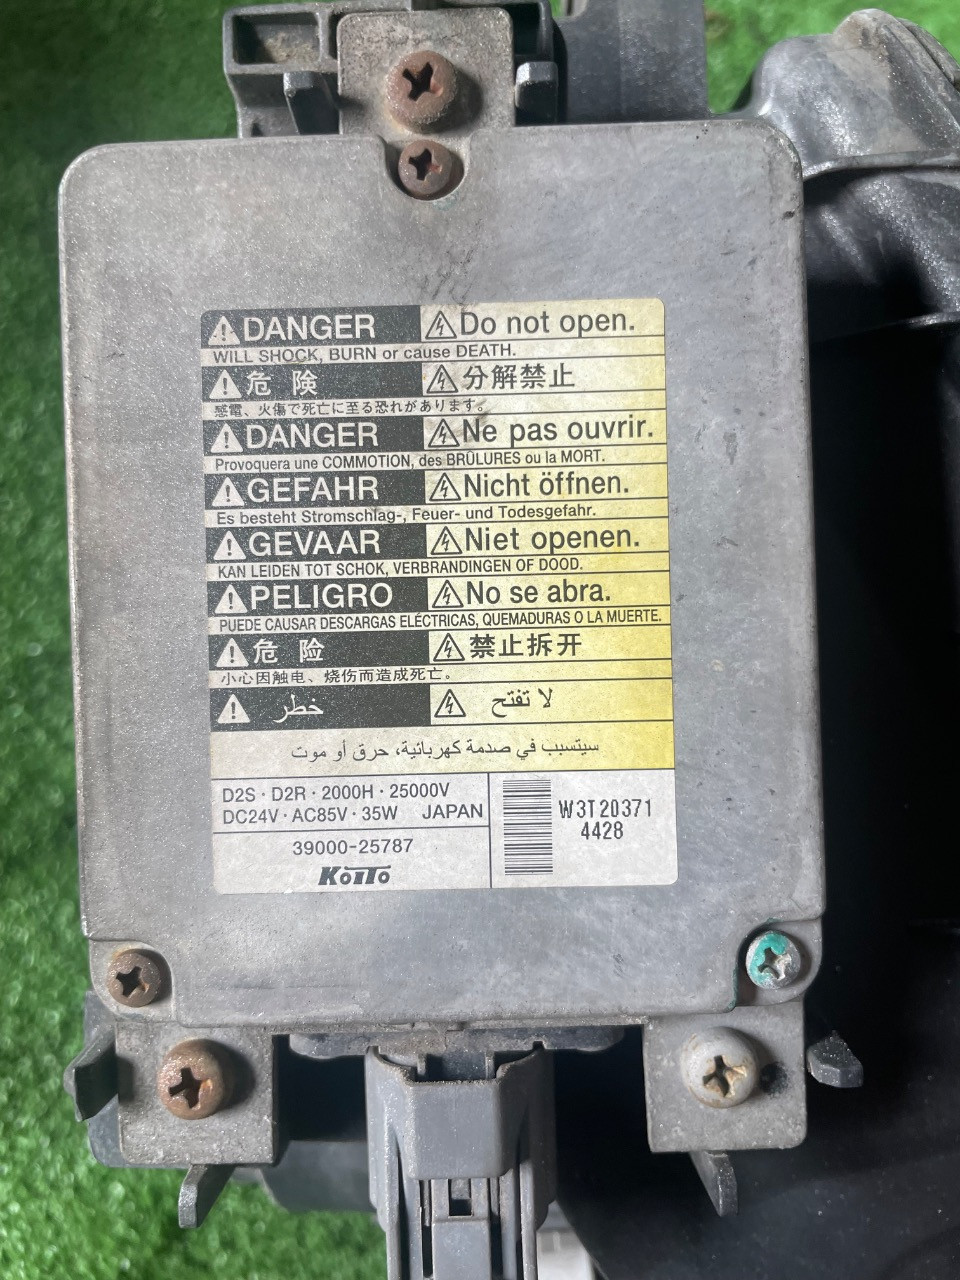 DANGER Do not open.
WILL SHOCK, BURN or cause DEATH.
危険 分解禁止
感電、火傷で死亡に至る恐れがあります。
DANGER Ne pas ouvrir.
Provoquera une COMMOTION, des BRÛLURES ou la MORT.
GEFAHR Nicht öffnen.
Es besteht Stromschlag-, Feuer- und Todesgefahr.
GEVAAR Niet openen.
KAN LEIDEN TOT SCHOK, VERBRANDINGEN OF DOOD.
PELIGRO No se abra.
PUEDE CAUSAR DESCARGAS ELÉCTRICAS, QUEMADURAS O LA MUERTE.
危险 禁止拆开
小心因触电、烧伤而造成死亡。
خطر لا تفتح
سيتسبب في صدمة كهربائية، حرق أو موت
D2S · D2R · 2000H · 25000V
DC24V · AC85V · 35W JAPAN
39000-25787
KOITO
W3T20371
4428